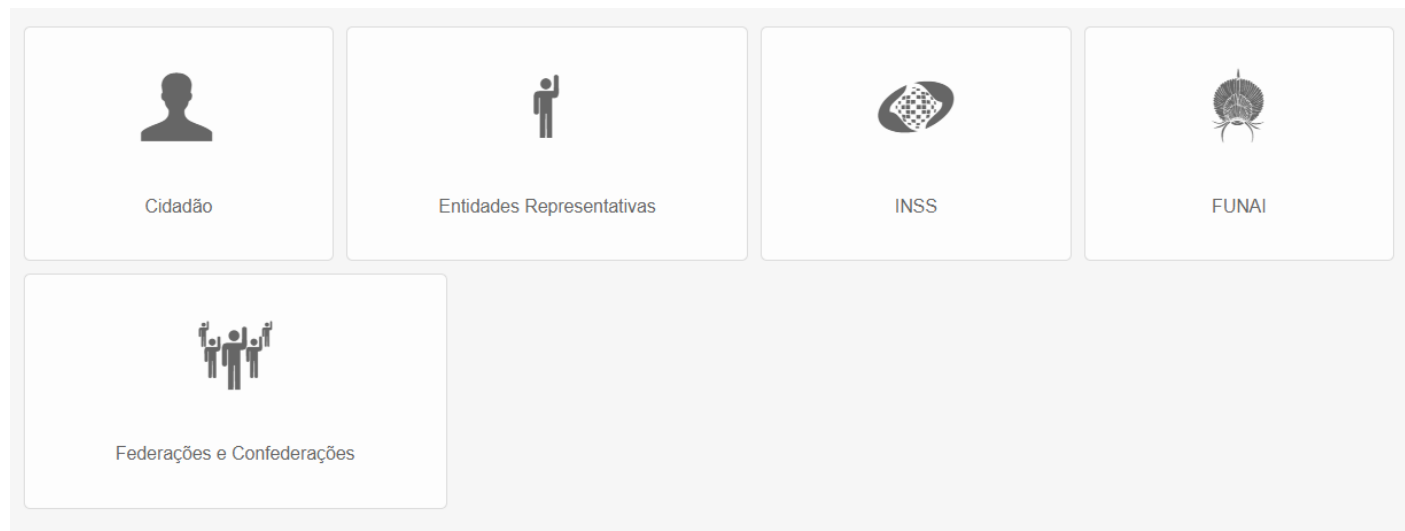 Cidadão
Entidades Representativas
INSS
FUNAI
Federações e Confederações